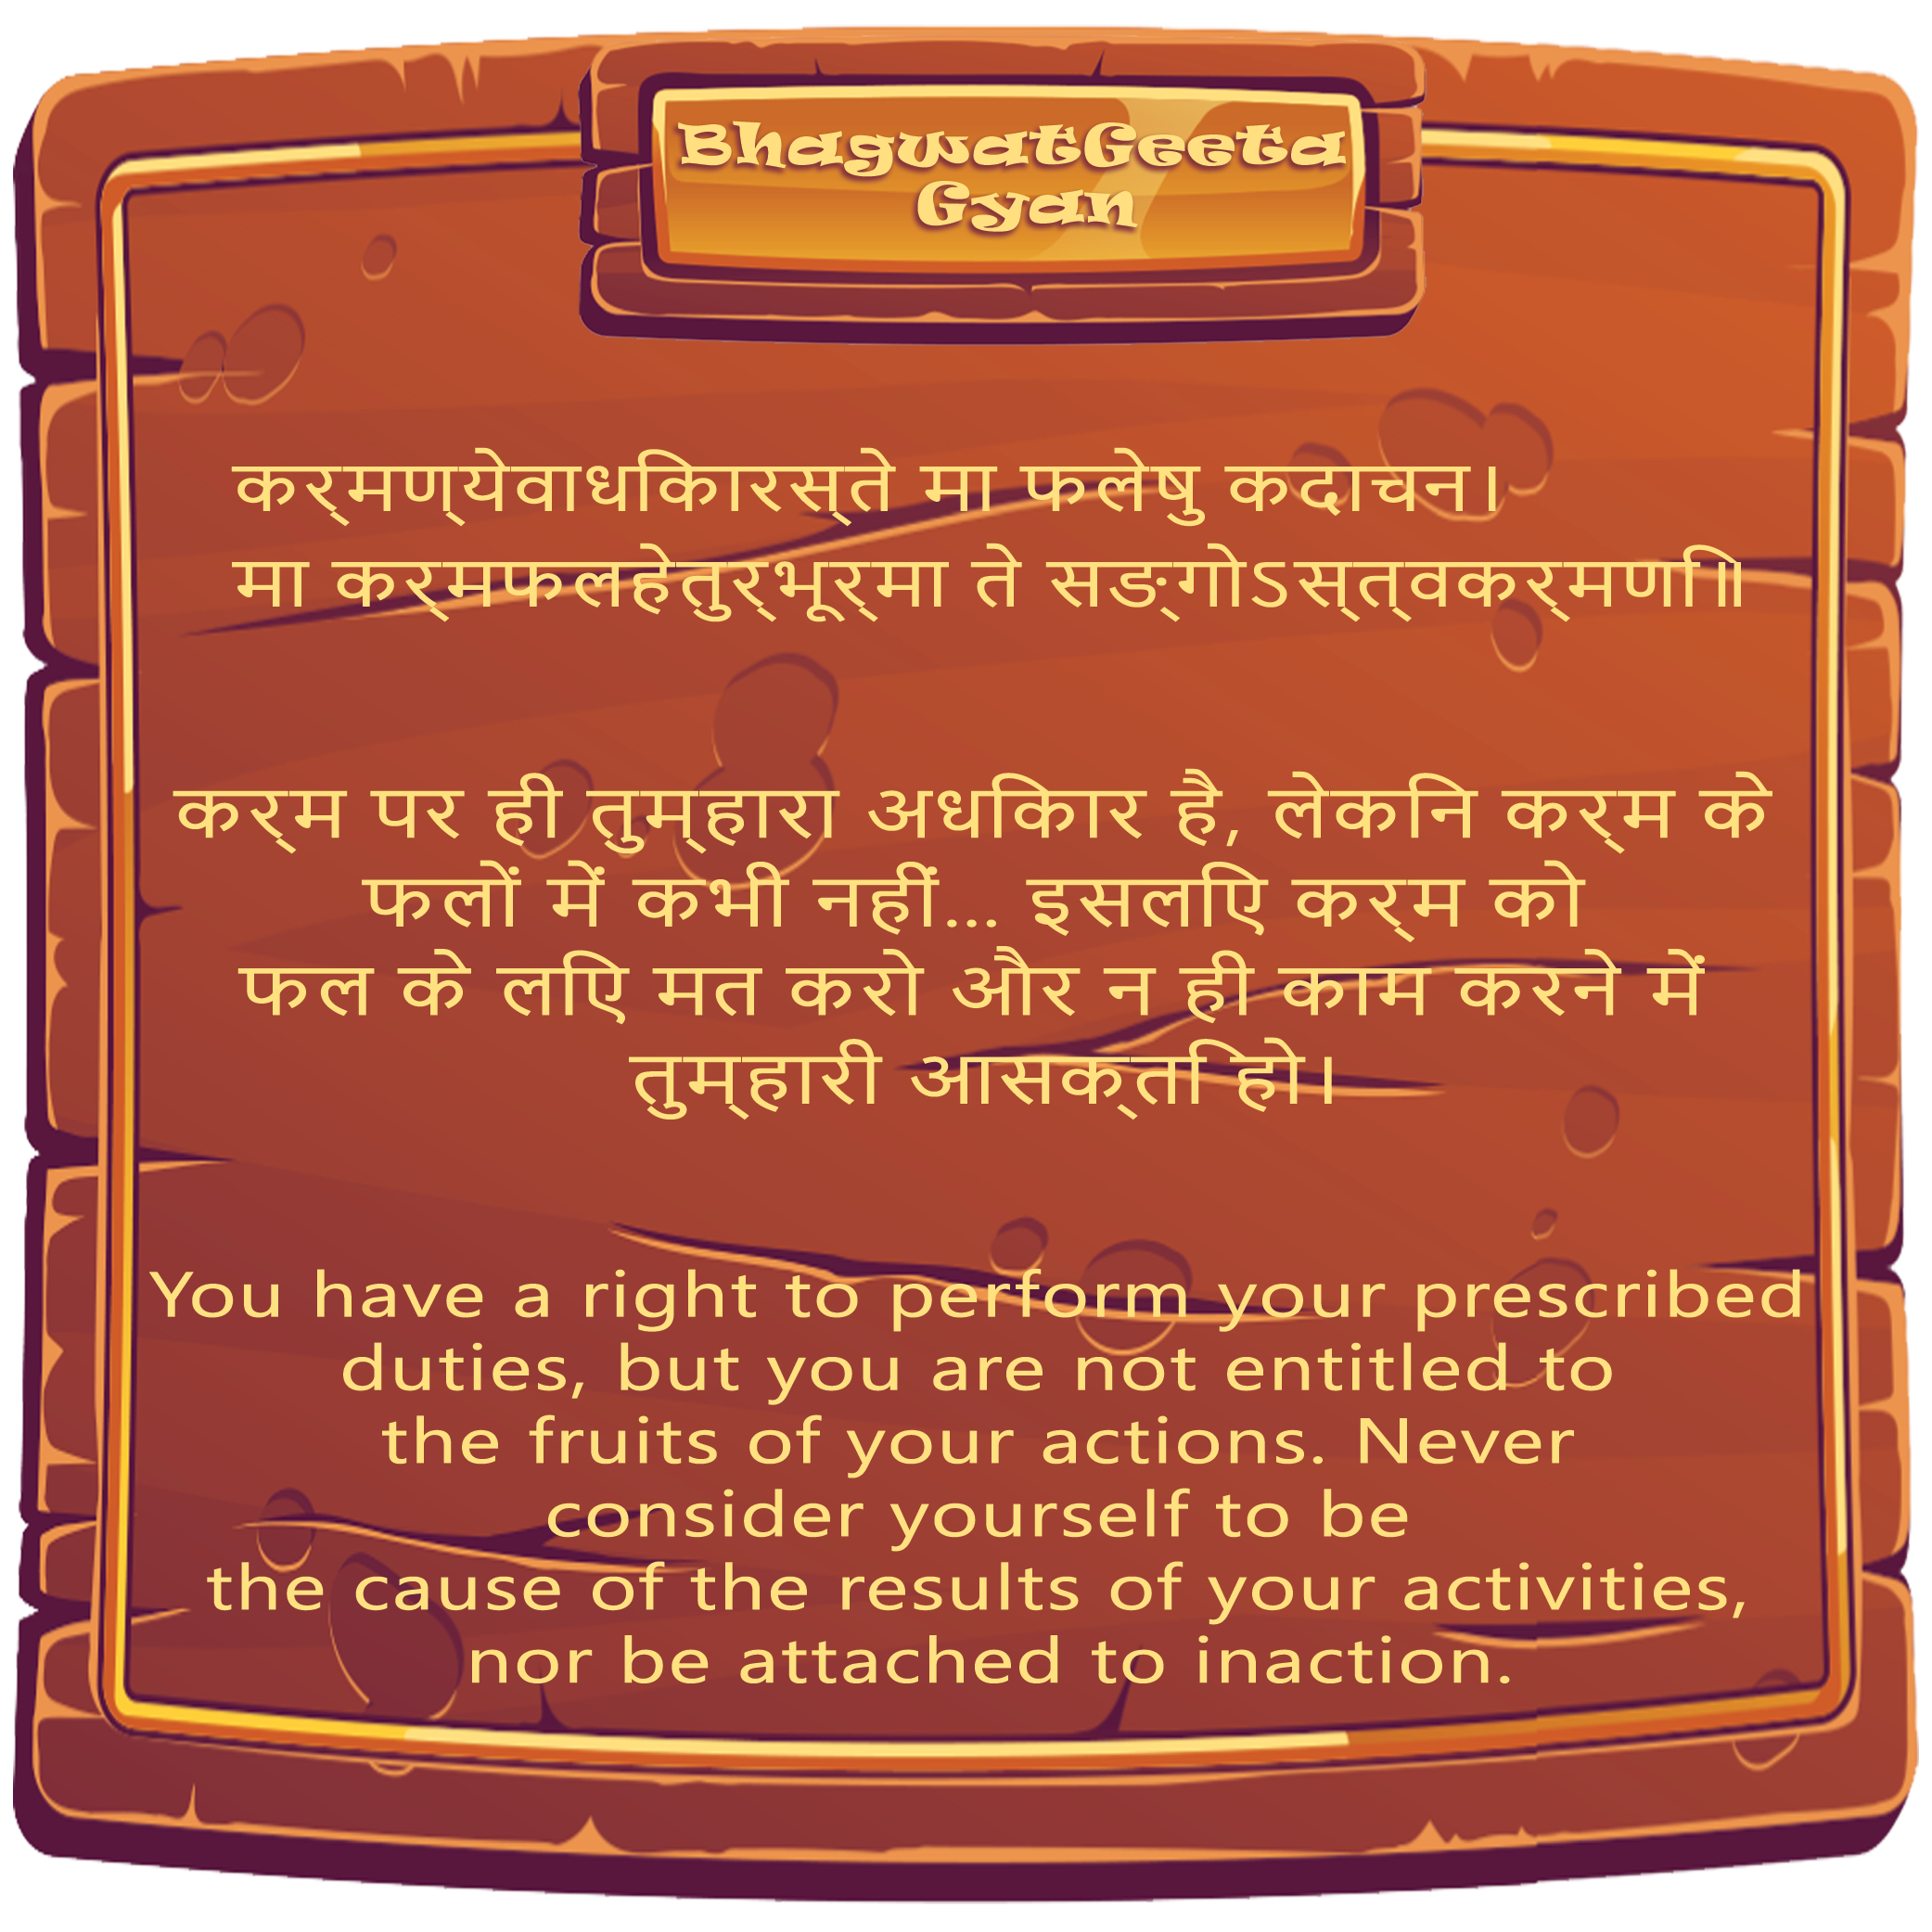 BhagwatGeeta
Gyan
कर्मण्येवाधिकारस्ते मा फलेषु कदाचन।
मा कर्मफलहेतुर्भूर्मा ते सङ्गोऽस्त्वकर्मणि॥
कर्म पर ही तुम्हारा अधिकार है, लेकिन कर्म के
फलों में कभी नहीं... इसलिए कर्म को
फल के लिए मत करो और न ही काम करने में
तुम्हारी आसक्ति हो।
You have a right to perform your prescribed
duties, but you are not entitled to
the fruits of your actions. Never
consider yourself to be
the cause of the results of your activities,
nor be attached to inaction.